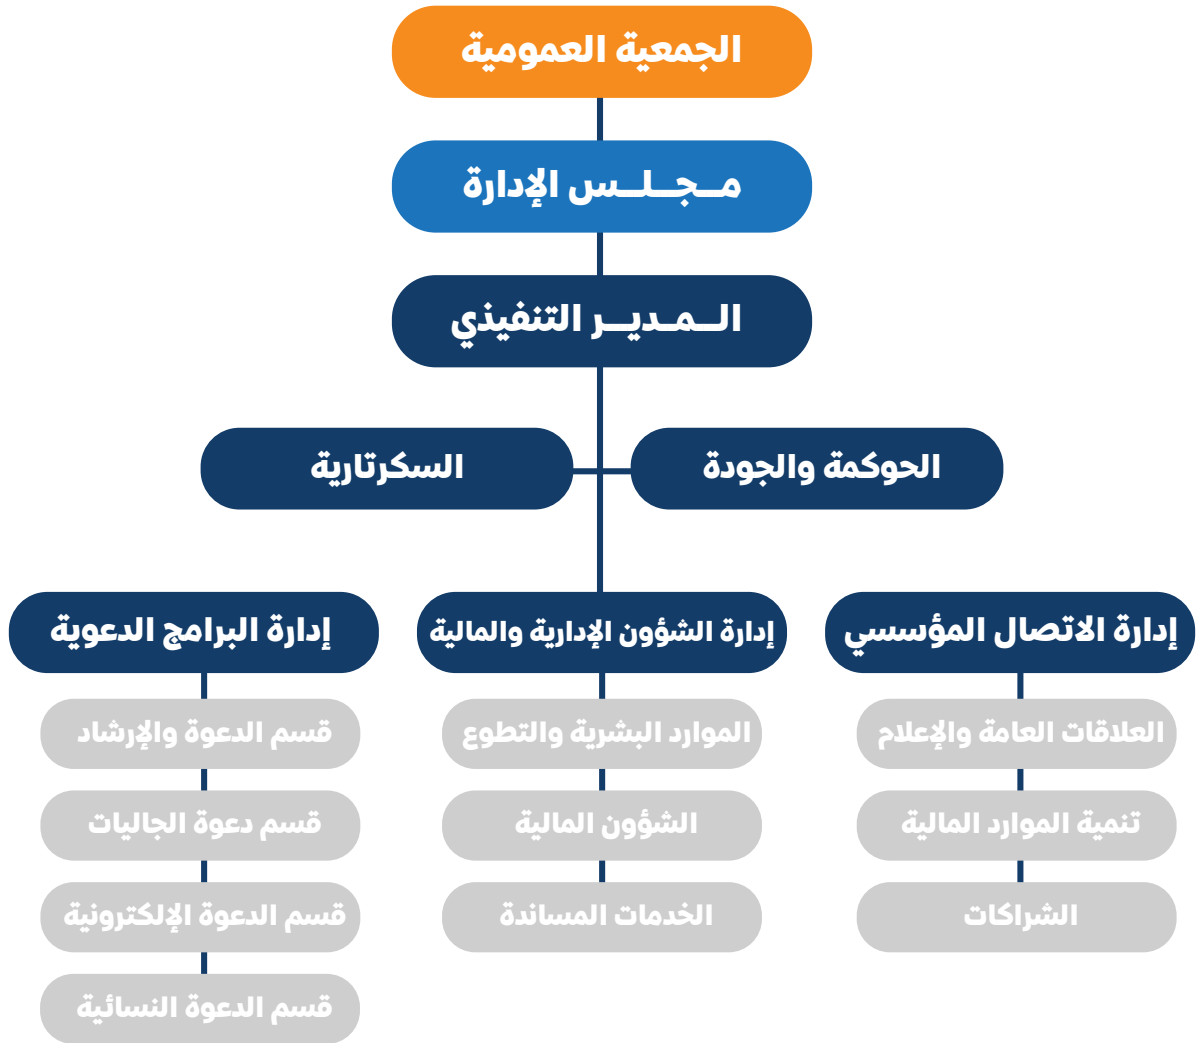 الجمعية العمومية
مـجـلـس الإدارة
الـمـديـر التنفيذي
الحوكمة والجودة
السكرتارية
إدارة الاتصال المؤسسي
العلاقات العامة والإعلام
تنمية الموارد المالية
الشراكات
إدارة الشؤون الإدارية والمالية
الموارد البشرية والتطوع
الشؤون المالية
الخدمات المساندة
إدارة البرامج الدعوية
قسم الدعوة والإرشاد
قسم دعوة الجاليات
قسم الدعوة الإلكترونية
قسم الدعوة النسائية